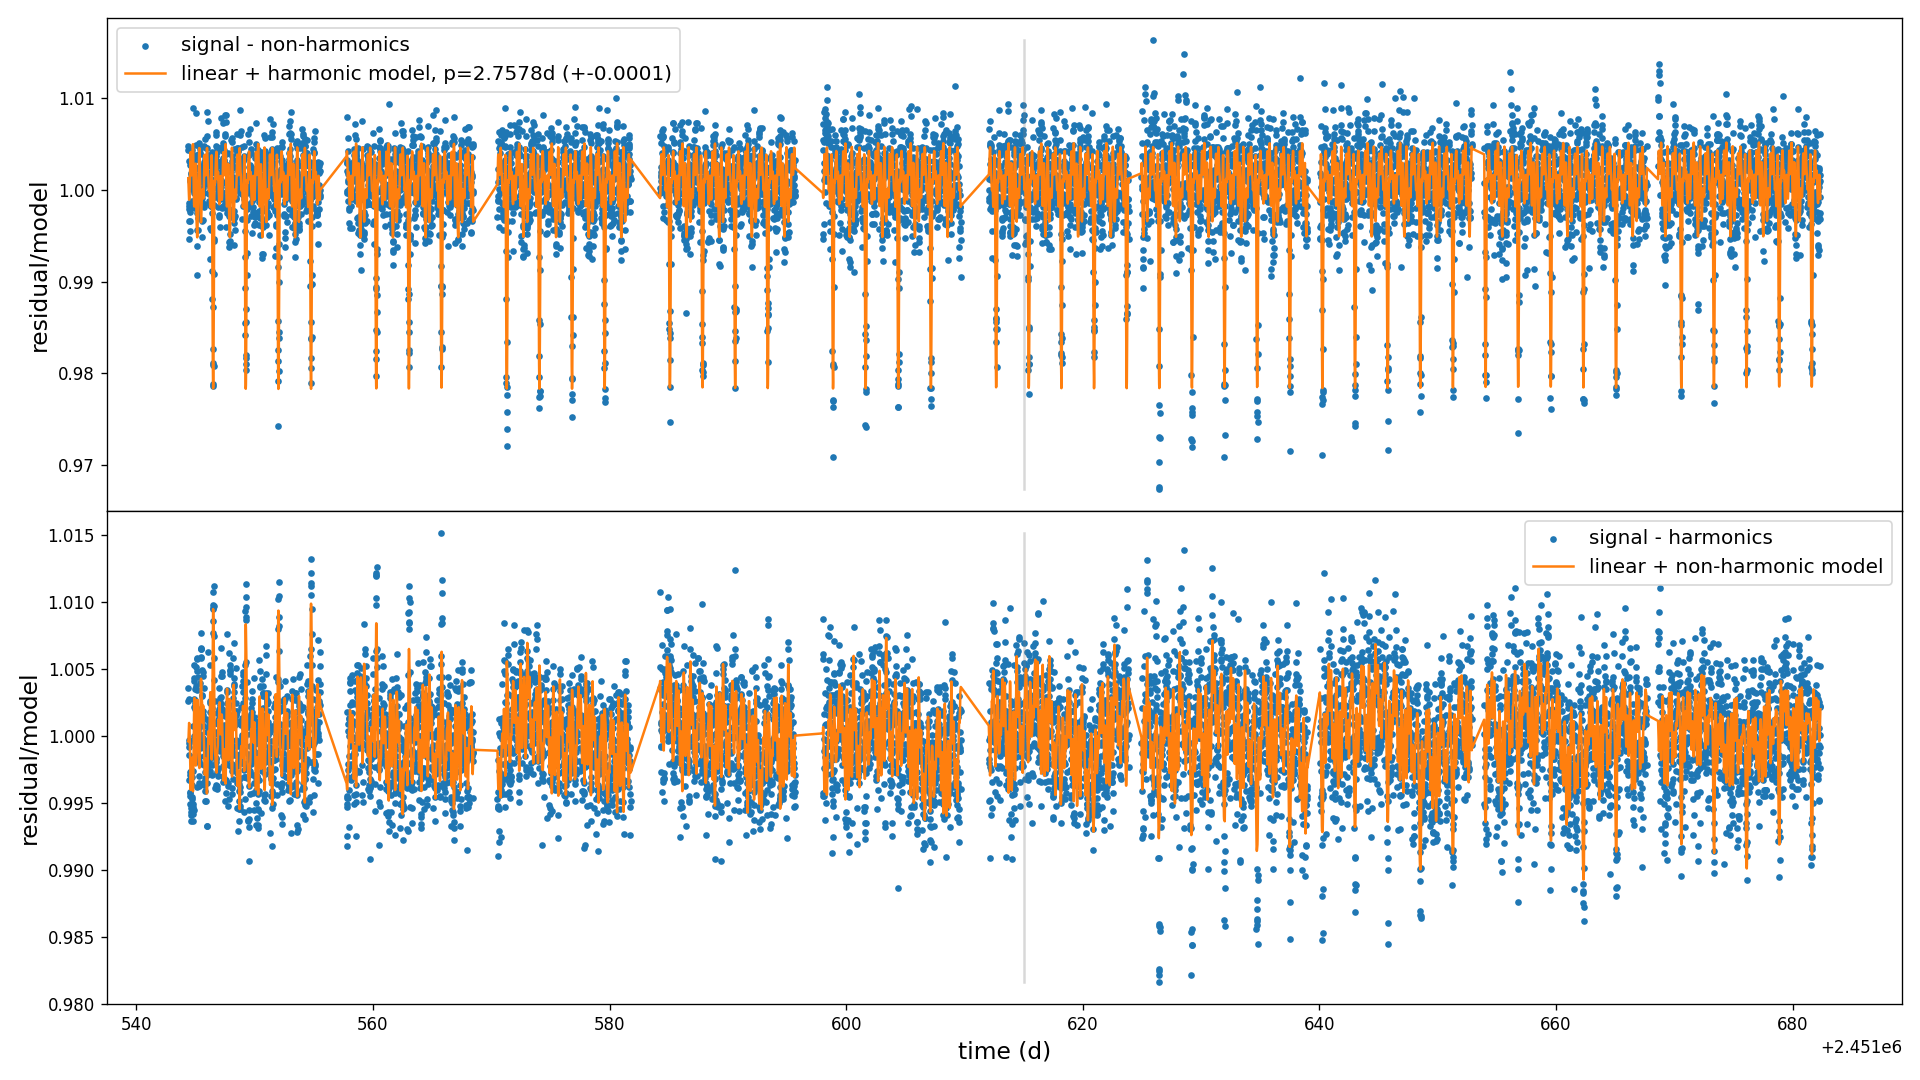 signal - non-harmonics
linear + harmonic model, p=2.7578d (+-0.0001)
1.01
1.00
0.99
0.98
0.97
residual/model
signal - harmonics
linear + non-harmonic model
1.015
1.010
1.005
1.000
0.995
0.990
0.985
0.980
residual/model
540 560 580 600 620 640 660 680
+2.451e6
time (d)